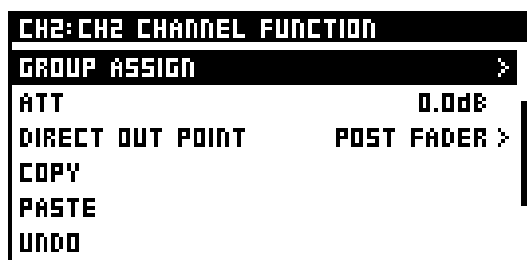 CH2:CH2 CHANNEL FUNCTION
GROUP ASSIGN >
ATT 0.0dB
DIRECT OUT POINT POST FADER >
COPY
PASTE
UNDO